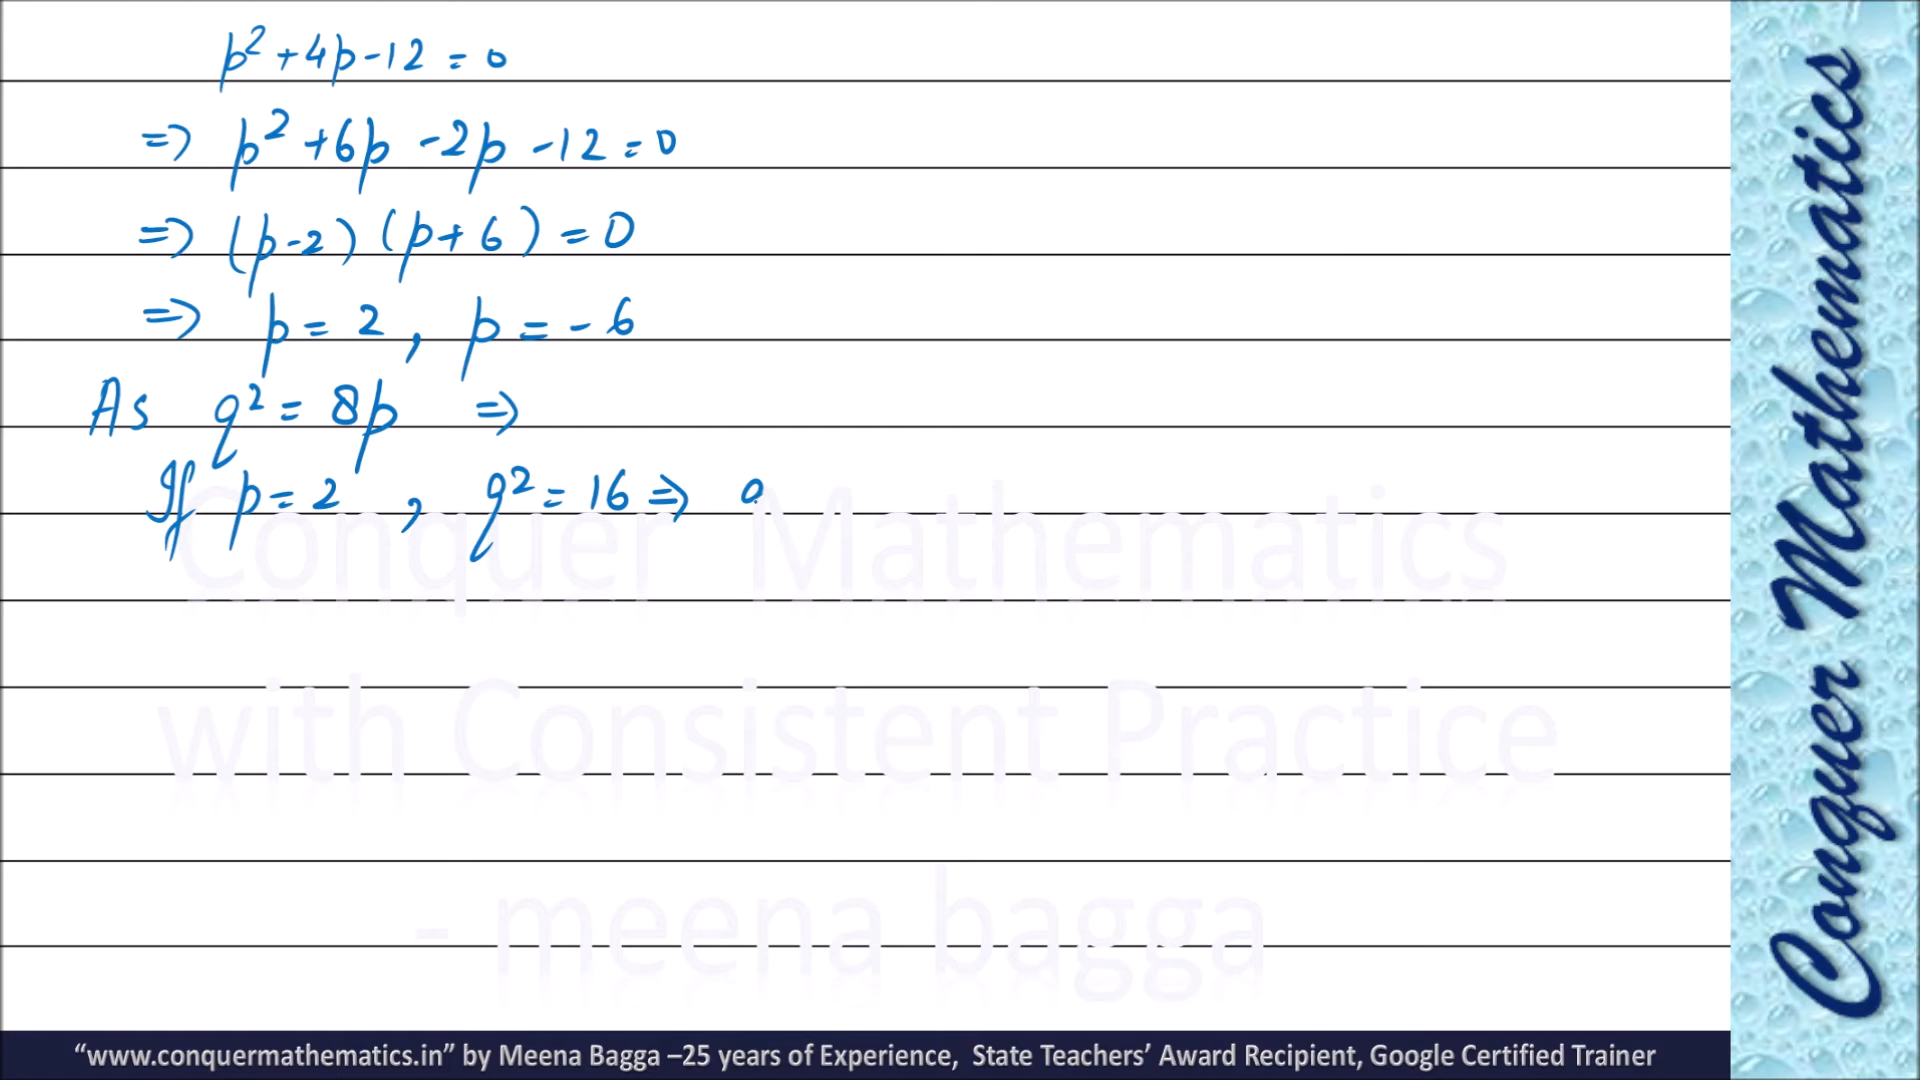 p² + 4p - 12 = 0
=> p² + 6p - 2p - 12 = 0
=> (p - 2) (p + 6) = 0
=> p = 2 , p = - 6
As q² = 8p =>
If p = 2 , q² = 16 =>
Conquer Mathematics
with Consistent Practice
- meena bagga
Conquer Mathematics
“www.conquermathematics.in” by Meena Bagga –25 years of Experience, State Teachers’ Award Recipient, Google Certified Trainer